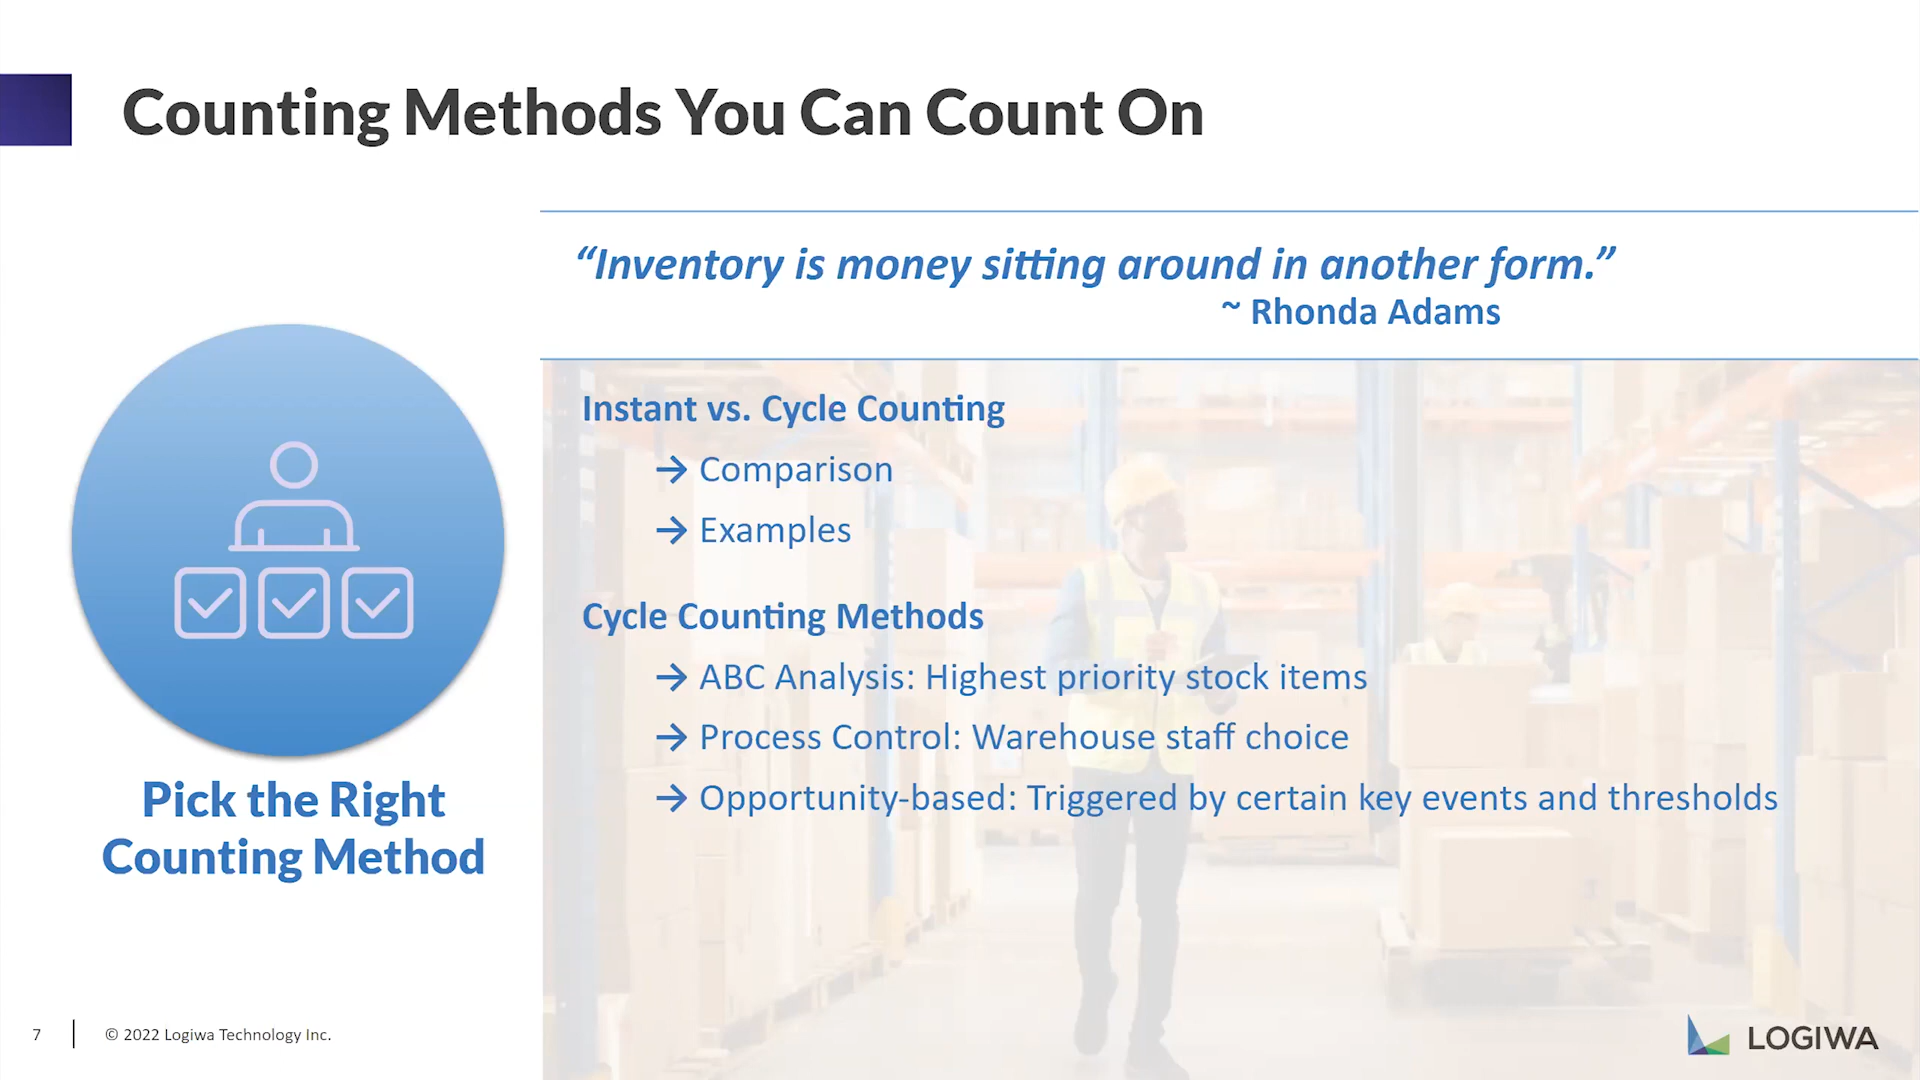 Counting Methods You Can Count On
“Inventory is money sitting around in another form.”
~ Rhonda Adams
Instant vs. Cycle Counting
→ Comparison
→ Examples
Cycle Counting Methods
→ ABC Analysis: Highest priority stock items
→ Process Control: Warehouse staff choice
→ Opportunity-based: Triggered by certain key events and thresholds
Pick the Right
Counting Method
7 | © 2022 Logiwa Technology Inc.
LOGIWA